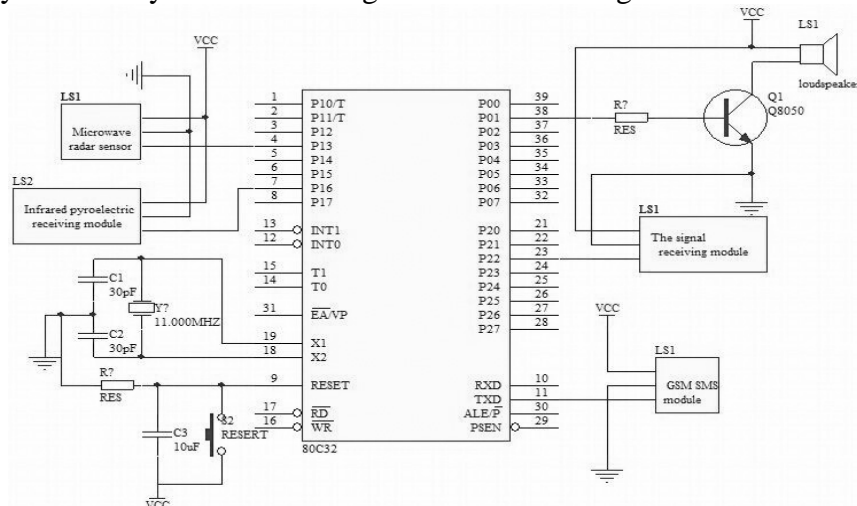 VCC
LS1
Microwave
radar sensor
LS2
Infrared pyroelectric
receiving module
C1
30pF
C2
30pF
Y?
11.000MHZ
R?
RES
C3
10uF
S2
RESERT
VCC
1 P10/T
2 P11/T
3 P12
4 P13
5 P14
6 P15
7 P16
8 P17
13 INT1
12 INT0
15 T1
14 T0
31 EA/VP
19 X1
18 X2
9 RESET
17 RD
16 WR
80C32
P00 39
P01 38
P02 37
P03 36
P04 35
P05 34
P06 33
P07 32
P20 21
P21 22
P22 23
P23 24
P24 25
P25 26
P26 27
P27 28
RXD 10
TXD 11
ALE/P 30
PSEN 29
R?
RES
VCC
LS1
loudspeaker
Q1
Q8050
LS1
The signal
receiving module
VCC
LS1
GSM SMS
module